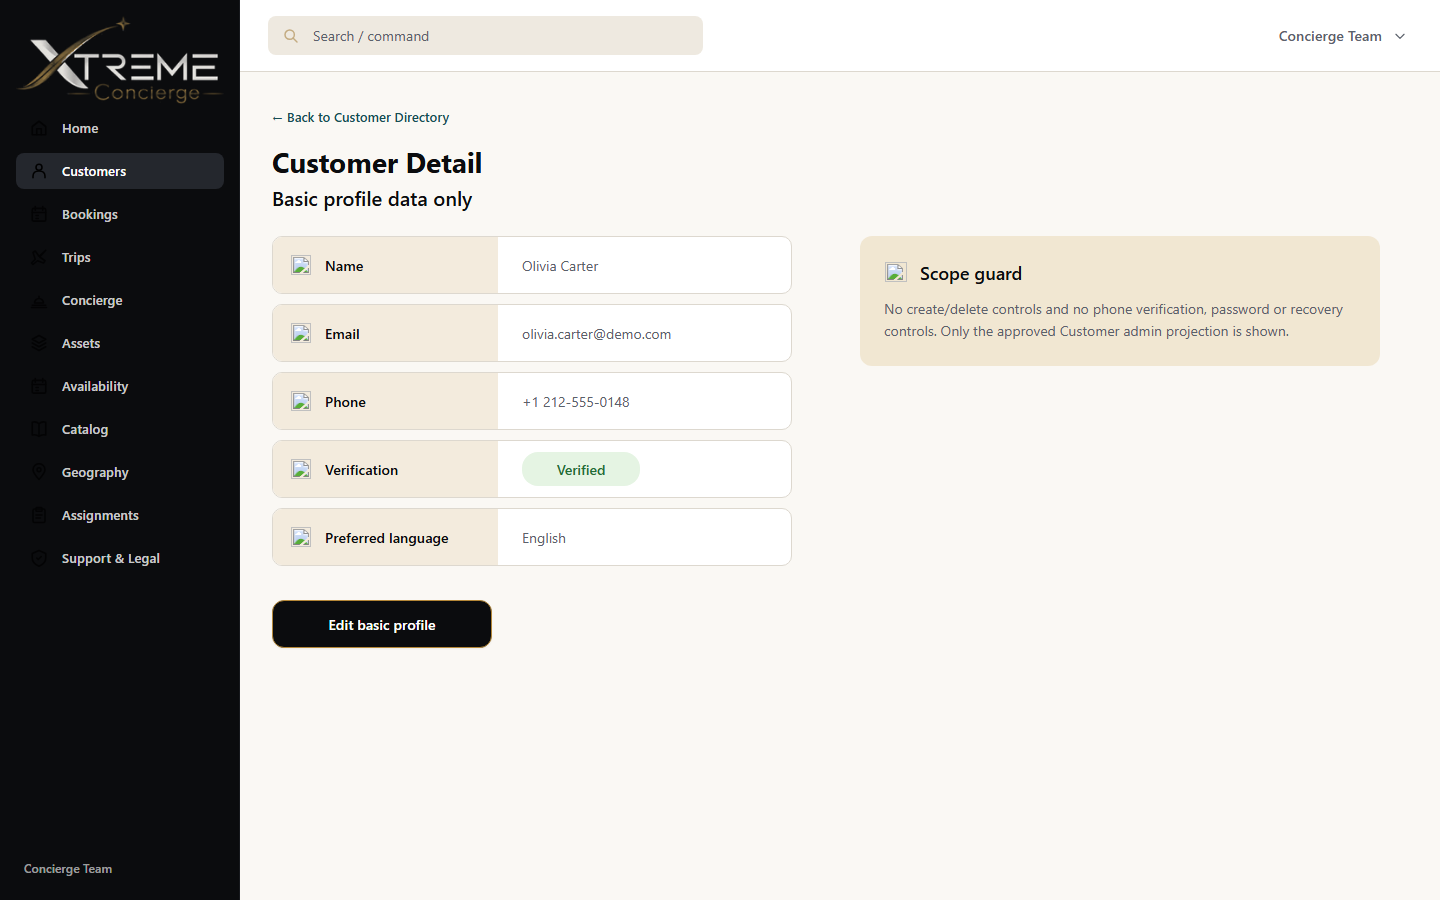 XTREME
Concierge
Home
Customers
Bookings
Trips
Concierge
Assets
Availability
Catalog
Geography
Assignments
Support & Legal
Concierge Team
Search / command
Concierge Team
← Back to Customer Directory
Customer Detail
Basic profile data only
Name
Olivia Carter
Email
olivia.carter@demo.com
Phone
+1 212-555-0148
Verification
Verified
Preferred language
English
Edit basic profile
Scope guard
No create/delete controls and no phone verification, password or recovery
controls. Only the approved Customer admin projection is shown.